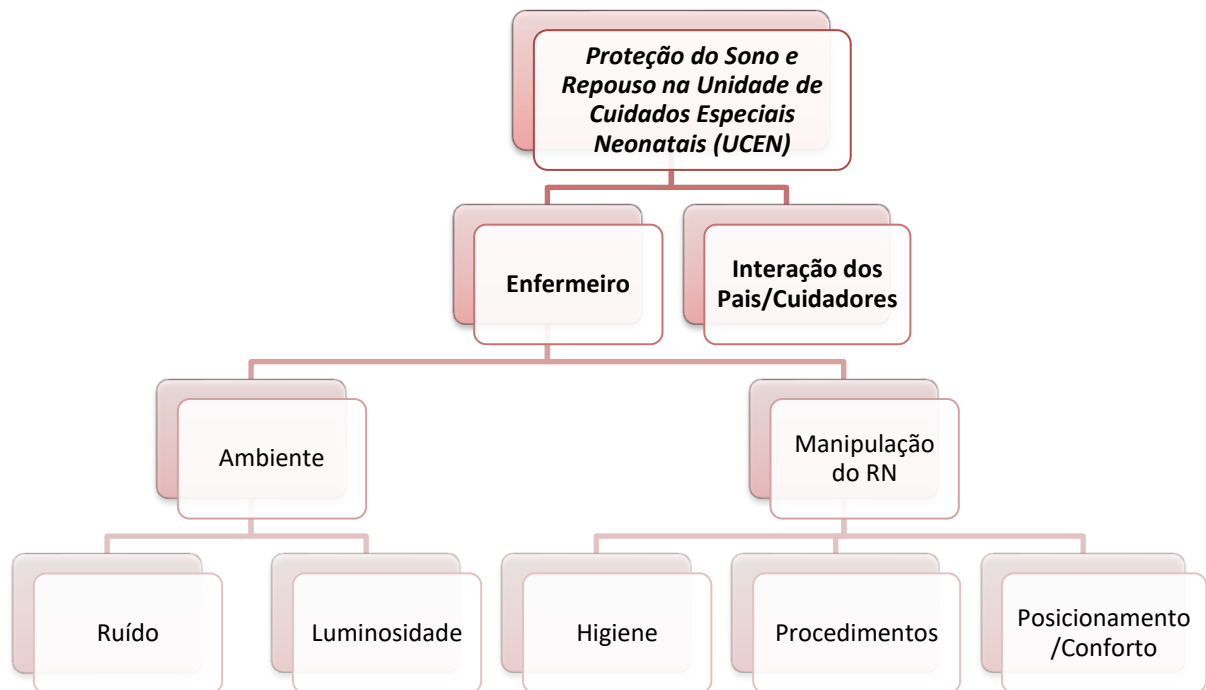 Proteção do Sono e
Repouso na Unidade de
Cuidados Especiais
Neonatais (UCEN)
Enfermeiro
Interação dos
Pais/Cuidadores
Ambiente
Manipulação
do RN
Ruído
Luminosidade
Higiene
Procedimentos
Posicionamento
/Conforto